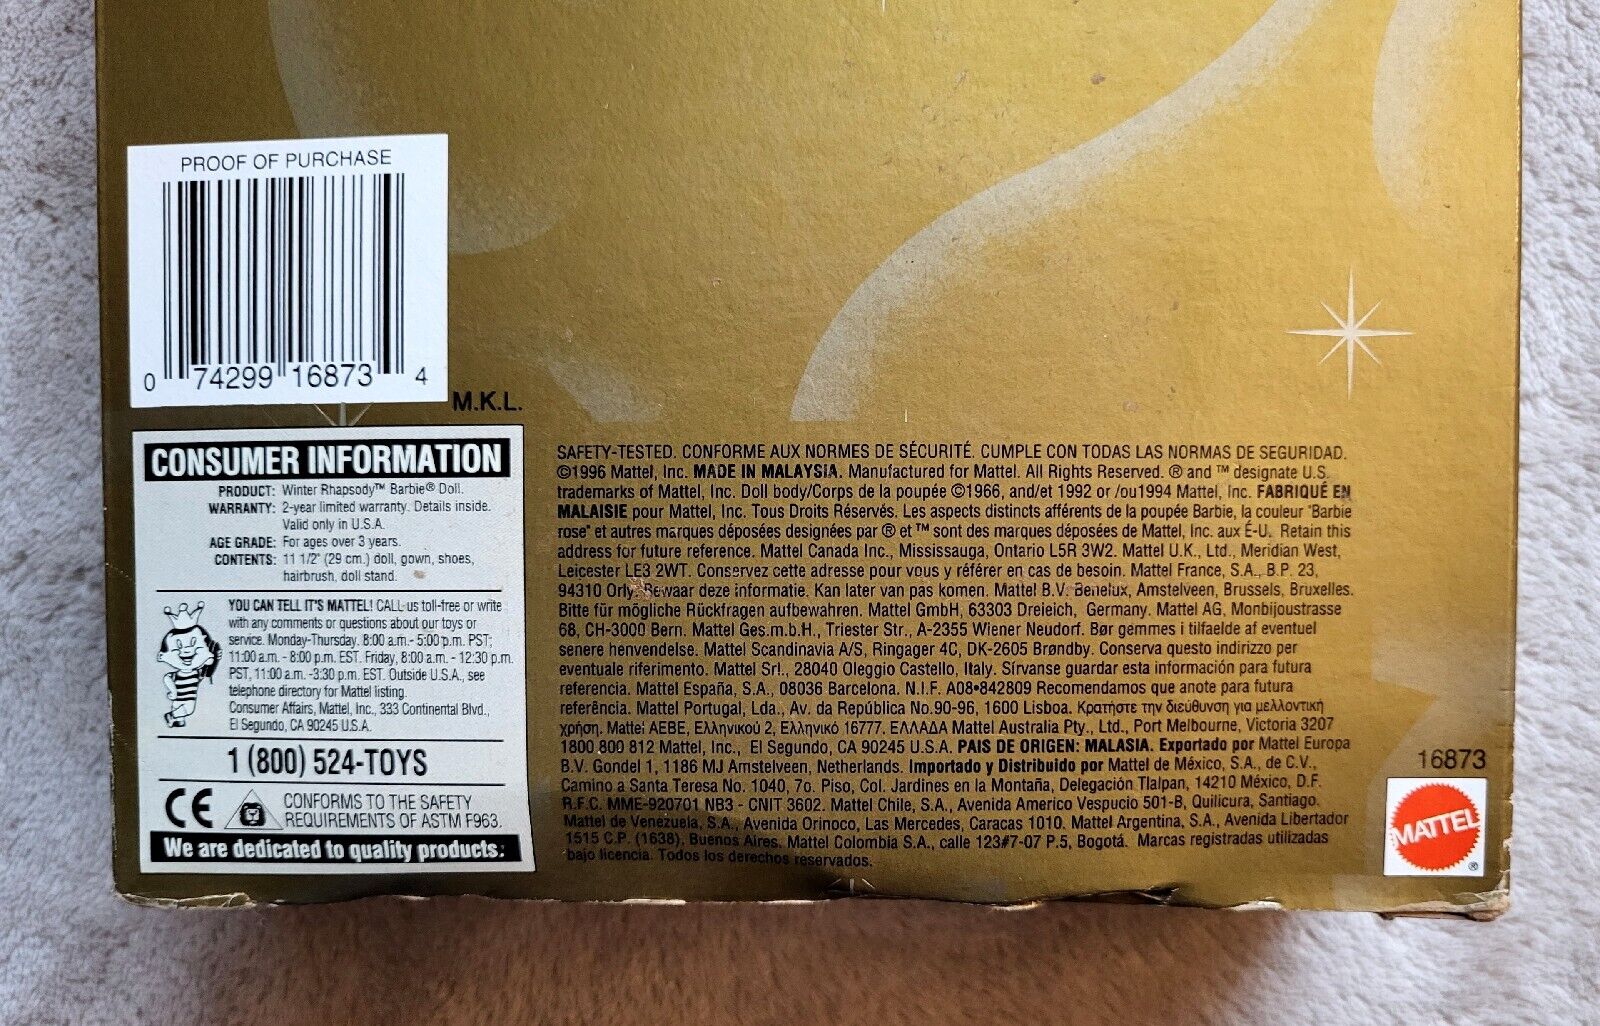 PROOF OF PURCHASE
0 74299 16873 4
M.K.L.
CONSUMER INFORMATION
PRODUCT: Winter Rhapsody™ Barbie® Doll.
WARRANTY: 2-year limited warranty. Details inside.
Valid only in U.S.A.
AGE GRADE: For ages over 3 years.
CONTENTS: 11 1/2" (29 cm.) doll, gown, shoes,
hairbrush, doll stand.
YOU CAN TELL IT'S MATTEL! CALL us toll-free or write
with any comments or questions about our toys or
service. Monday-Thursday. 8:00 a.m.- 5:00 p.m. PST;
11:00 a.m. - 8:00 p.m. EST. Friday, 8:00 a.m. - 12:30 p.m.
PST, 11:00 a.m. -3:30 p.m. EST. Outside U.S.A., see
telephone directory for Mattel listing.
Consumer Affairs, Mattel, Inc., 333 Continental Blvd.,
El Segundo, CA 90245 U.S.A.
1 (800) 524-TOYS
CE
CONFORMS TO THE SAFETY
REQUIREMENTS OF ASTM F963.
We are dedicated to quality products.
SAFETY-TESTED. CONFORME AUX NORMES DE SÉCURITÉ. CUMPLE CON TODAS LAS NORMAS DE SEGURIDAD.
©1996 Mattel, Inc. MADE IN MALAYSIA. Manufactured for Mattel. All Rights Reserved. ® and ™ designate U.S.
trademarks of Mattel, Inc. Doll body/Corps de la poupée ©1966, and/et 1992 or /ou1994 Mattel, Inc. FABRIQUÉ EN
MALAISIE pour Mattel, Inc. Tous Droits Réservés. Les aspects distincts afférents de la poupée Barbie, la couleur "Barbie
rose" et autres marques déposées designées par ® et ™ sont des marques déposées de Mattel, Inc. aux É-U. Retain this
address for future reference. Mattel Canada Inc., Mississauga, Ontario L5R 3W2. Mattel U.K., Ltd., Meridian West,
Leicester LE3 2WT. Conservez cette adresse pour vous y référer en cas de besoin. Mattel France, S.A., B.P. 23,
94310 Orly. Bewaar deze informatie. Kan later van pas komen. Mattel B.V. Benelux, Amstelveen, Brussels, Bruxelles.
Bitte für mögliche Rückfragen aufbewahren. Mattel GmbH, 63303 Dreieich, Germany. Mattel AG, Monbijoustrasse
68, CH-3000 Bern. Mattel Ges.m.b.H., Triester Str., A-2355 Wiener Neudorf. Bør gemmes i tilfaelde af eventuel
senere henvendelse. Mattel Scandinavia A/S, Ringager 4C, DK-2605 Brøndby. Conserva questo indirizzo per
eventuale riferimento. Mattel Srl., 28040 Oleggio Castello, Italy. Sírvanse guardar esta información para futura
referencia. Mattel España, S.A., 08036 Barcelona. N.I.F. A08•842809 Recomendamos que anote para futura
referência. Mattel Portugal, Lda., Av. da República No.90-96, 1600 Lisboa. Κρατήστε την διεύθυνση για μελλοντική
χρήση. Mattel ΑΕΒΕ, Ελληνικού 2, Ελληνικό 16777. ΕΛΛΑΔΑ Mattel Australia Pty., Ltd., Port Melbourne, Victoria 3207
1800 800 812 Mattel, Inc., El Segundo, CA 90245 U.S.A. PAIS DE ORIGEN: MALASIA. Exportado por Mattel Europa
B.V. Gondel 1, 1186 MJ Amstelveen, Netherlands. Importado y Distribuido por Mattel de México, S.A., de C.V.,
Camino a Santa Teresa No. 1040, 7o. Piso, Col. Jardines en la Montaña, Delegación Tlalpan, 14210 México, D.F.
R.F.C. MME-920701 NB3 - CNIT 3602. Mattel Chile, S.A., Avenida Americo Vespucio 501-B, Quilicura, Santiago.
Mattel de Venezuela, S.A., Avenida Orinoco, Las Mercedes, Caracas 1010. Mattel Argentina, S.A., Avenida Libertador
1515 C.P. (1638), Buenos Aires. Mattel Colombia S.A., calle 123#7-07 P.5, Bogotá. Marcas registradas utilizadas
bajo licencia. Todos los derechos reservados.
16873
MATTEL
®